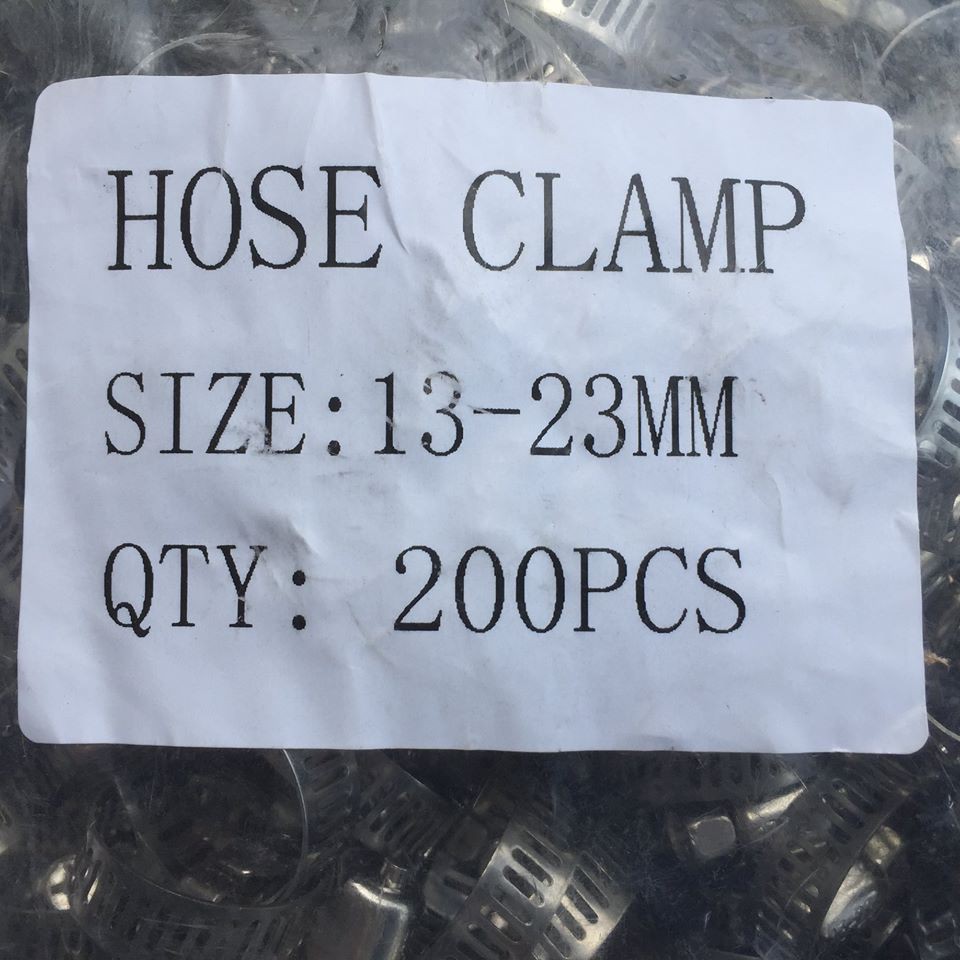 HOSE CLAMP
SIZE:13-23MM
QTY: 200PCS